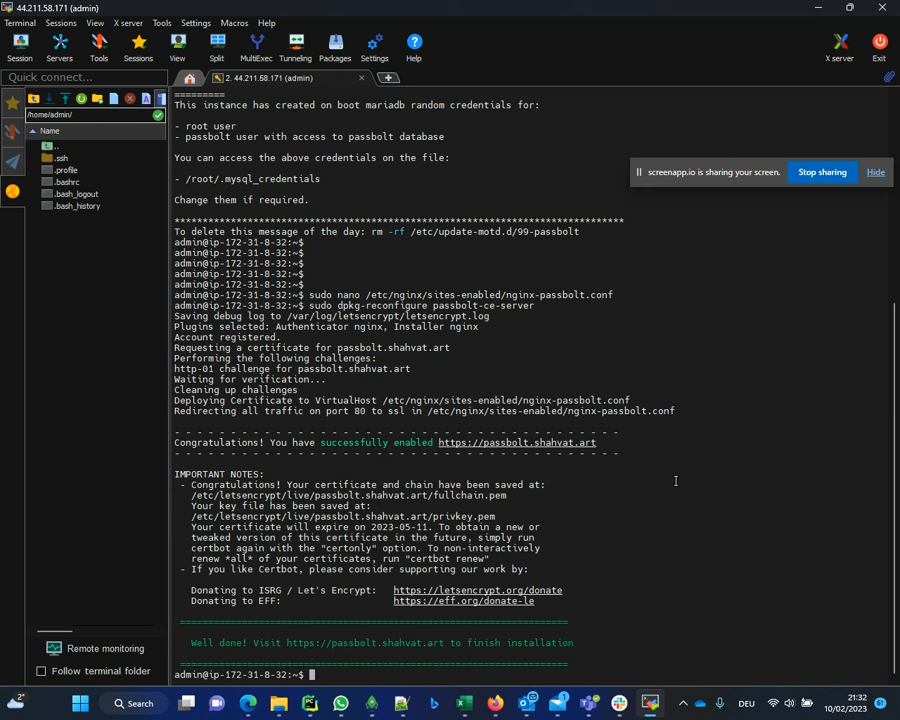 44.211.58.171 (admin)
Terminal Sessions View X server Tools Settings Macros Help
Session Servers Tools Sessions View Split MultiExec Tunneling Packages Settings Help X server Exit
Quick connect...
2. 44.211.58.171 (admin)
/home/admin/
Name
..
.ssh
.profile
.bashrc
.bash_logout
.bash_history
Remote monitoring
Follow terminal folder
=========
This instance has created on boot mariadb random credentials for:
- root user
- passbolt user with access to passbolt database
You can access the above credentials on the file:
- /root/.mysql_credentials
Change them if required.
********************************************************************************
To delete this message of the day: rm -rf /etc/update-motd.d/99-passbolt
admin@ip-172-31-8-32:~$
admin@ip-172-31-8-32:~$
admin@ip-172-31-8-32:~$
admin@ip-172-31-8-32:~$
admin@ip-172-31-8-32:~$
admin@ip-172-31-8-32:~$ sudo nano /etc/nginx/sites-enabled/nginx-passbolt.conf
admin@ip-172-31-8-32:~$ sudo dpkg-reconfigure passbolt-ce-server
Saving debug log to /var/log/letsencrypt/letsencrypt.log
Plugins selected: Authenticator nginx, Installer nginx
Account registered.
Requesting a certificate for passbolt.shahvat.art
Performing the following challenges:
http-01 challenge for passbolt.shahvat.art
Waiting for verification...
Cleaning up challenges
Deploying Certificate to VirtualHost /etc/nginx/sites-enabled/nginx-passbolt.conf
Redirecting all traffic on port 80 to ssl in /etc/nginx/sites-enabled/nginx-passbolt.conf
- - - - - - - - - - - - - - - - - - - - - - - - - - - - - - - - - - - - - - - -
Congratulations! You have successfully enabled https://passbolt.shahvat.art
- - - - - - - - - - - - - - - - - - - - - - - - - - - - - - - - - - - - - - - -
IMPORTANT NOTES:
- Congratulations! Your certificate and chain have been saved at:
/etc/letsencrypt/live/passbolt.shahvat.art/fullchain.pem
Your key file has been saved at:
/etc/letsencrypt/live/passbolt.shahvat.art/privkey.pem
Your certificate will expire on 2023-05-11. To obtain a new or
tweaked version of this certificate in the future, simply run
certbot again with the "certonly" option. To non-interactively
renew *all* of your certificates, run "certbot renew"
- If you like Certbot, please consider supporting our work by:
Donating to ISRG / Let's Encrypt: https://letsencrypt.org/donate
Donating to EFF: https://eff.org/donate-le
=====================================================================
Well done! Visit https://passbolt.shahvat.art to finish installation
=====================================================================
admin@ip-172-31-8-32:~$
screenapp.io is sharing your screen. Stop sharing Hide
2° Search DEU 21:32
10/02/2023 61